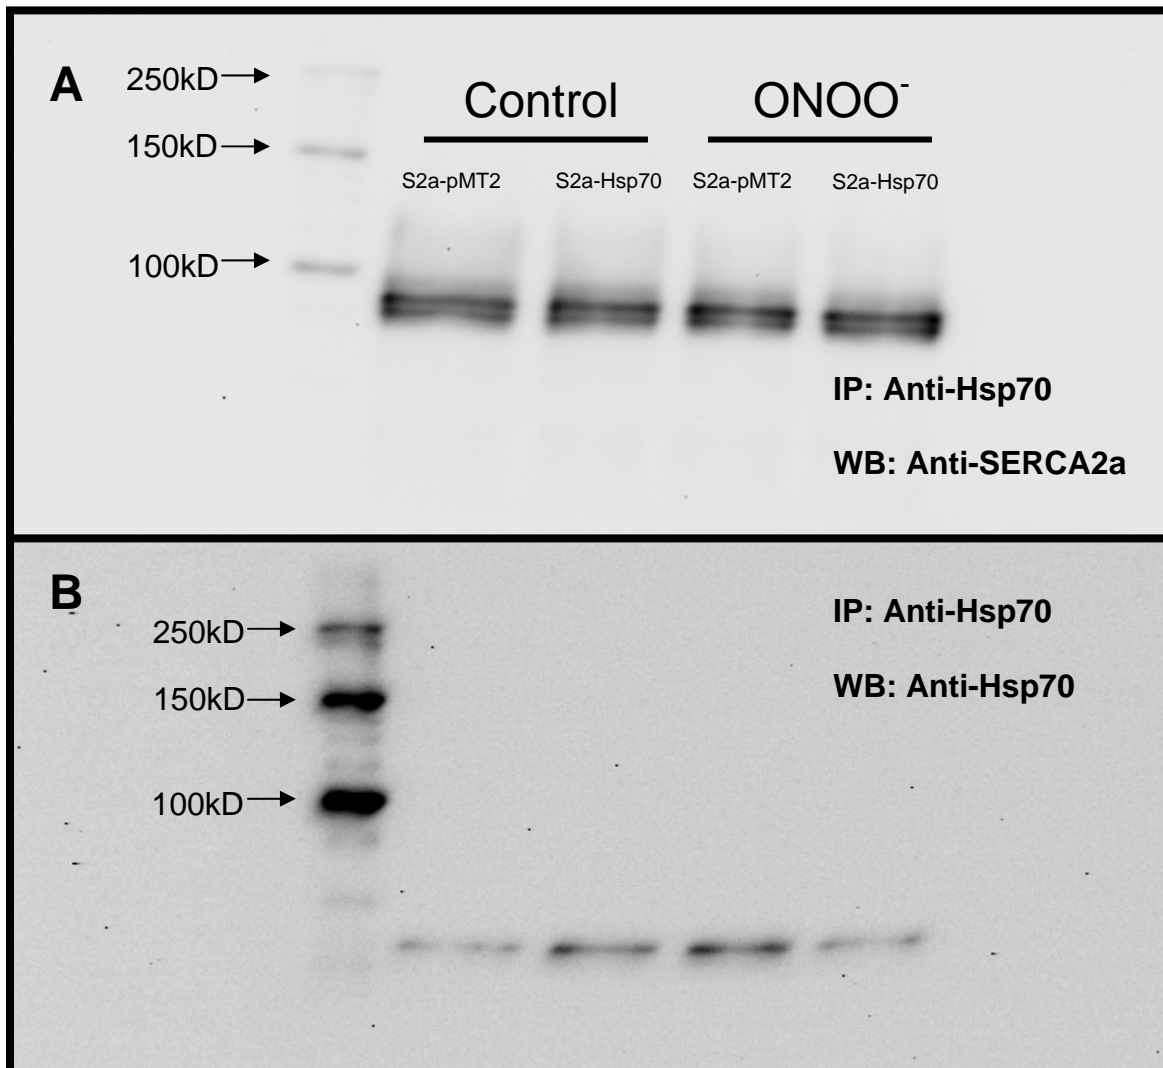 A
250kD
150kD
100kD
Control
ONOO⁻
S2a-pMT2
S2a-Hsp70
S2a-pMT2
S2a-Hsp70
IP: Anti-Hsp70
WB: Anti-SERCA2a
B
250kD
150kD
100kD
IP: Anti-Hsp70
WB: Anti-Hsp70